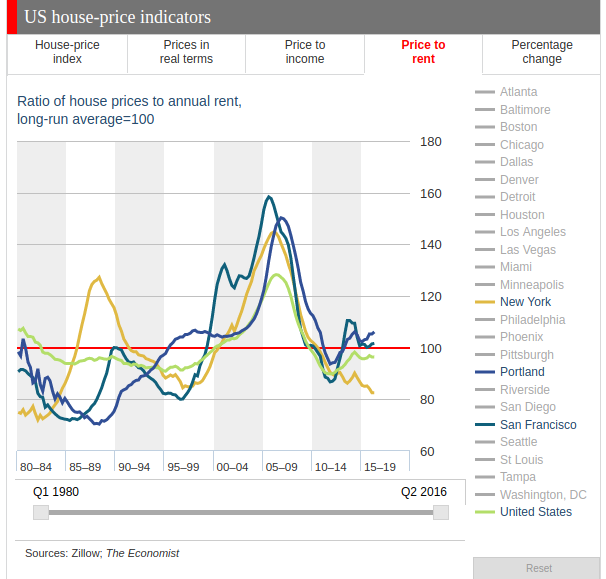 US house-price indicators
House-price
index
Prices in
real terms
Price to
income
Price to
rent
Percentage
change
Ratio of house prices to annual rent,
long-run average=100
180
160
140
120
100
80
60
80–84 85–89 90–94 95–99 00–04 05–09 10–14 15–19
Q1 1980 Q2 2016
Sources: Zillow; The Economist
Atlanta
Baltimore
Boston
Chicago
Dallas
Denver
Detroit
Houston
Los Angeles
Las Vegas
Miami
Minneapolis
New York
Philadelphia
Phoenix
Pittsburgh
Portland
Riverside
San Diego
San Francisco
Seattle
St Louis
Tampa
Washington, DC
United States
Reset